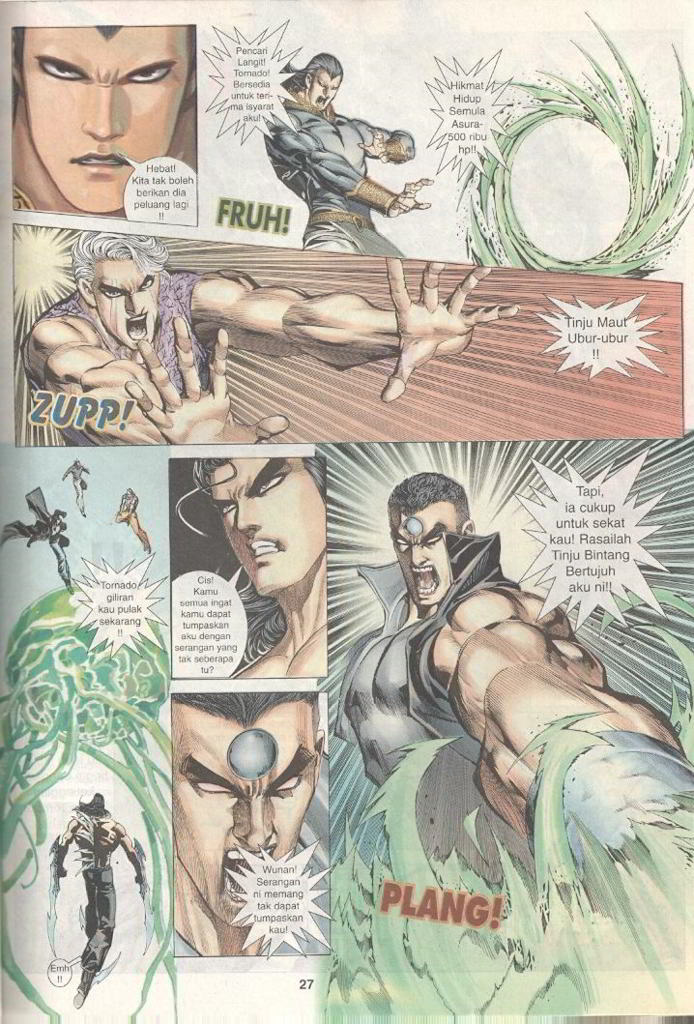 Hebat!
Kita tak boleh
berikan dia
peluang lagi
!!
Pencari
Langit!
Tornado!
Bersedia
untuk teri-
ma isyarat
aku!
FRUH!
Hikmat
Hidup
Semula
Asura-
500 ribu
hp!!
ZUPP!
Tinju Maut
Ubur-ubur
!!
Tornado,
giliran
kau pulak
sekarang
!!
Cis!
Kamu
semua ingat
kamu dapat
tumpaskan
aku dengan
serangan yang
tak seberapa
tu?
Tapi,
ia cukup
untuk sekat
kau! Rasailah
Tinju Bintang
Bertujuh
aku ni!!
Wunan!
Serangan
ni memang
tak dapat
tumpaskan
kau!
PLANG!
Emh
!!
27